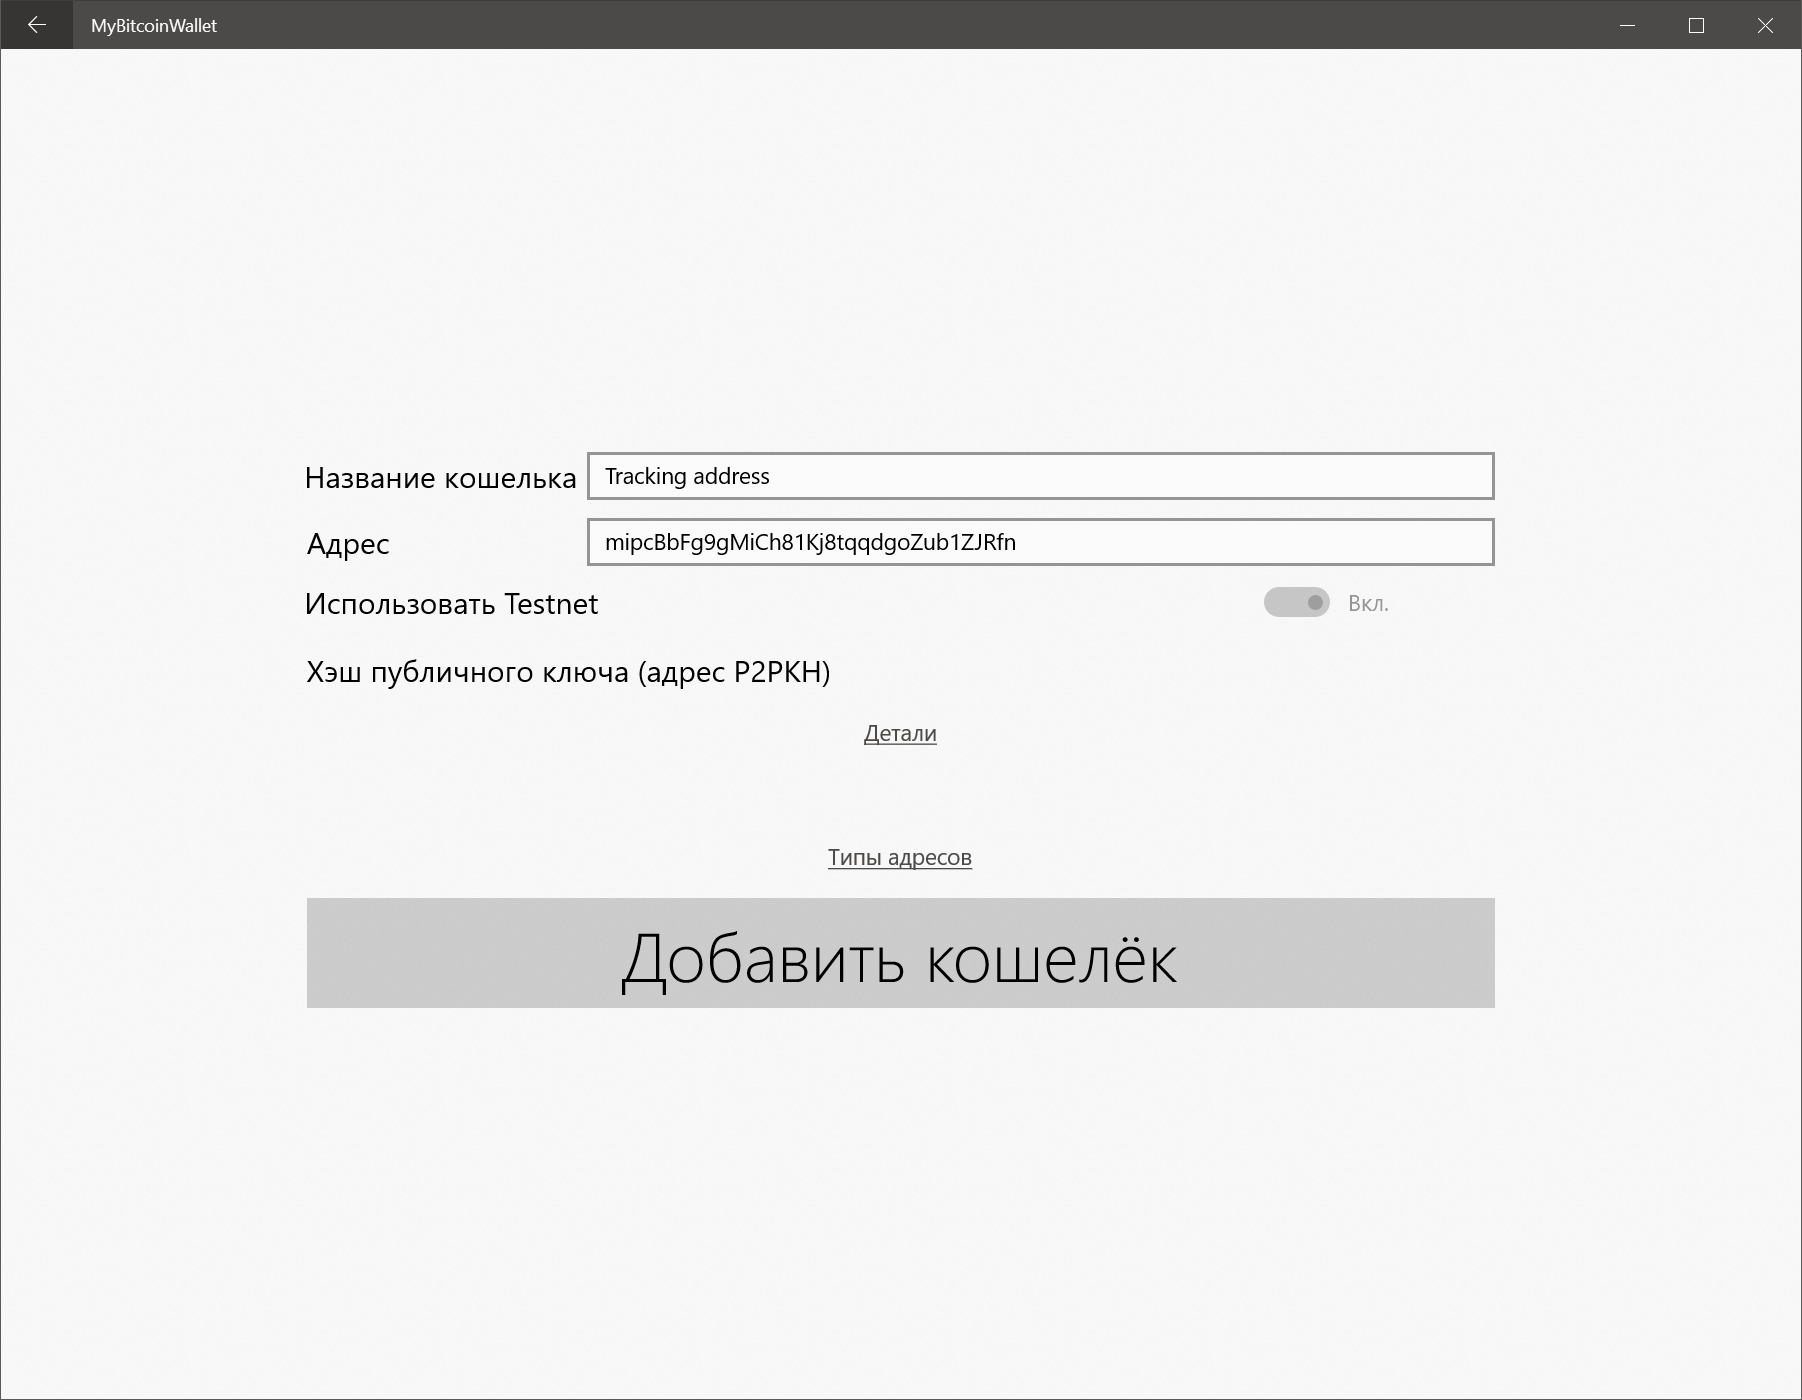 MyBitcoinWallet
Название кошелька Tracking address
Адрес mipcBbFg9gMiCh81Kj8tqqdgoZub1ZJRfn
Использовать Testnet Вкл.
Хэш публичного ключа (адрес P2PKH)
Детали
Типы адресов
Добавить кошелёк